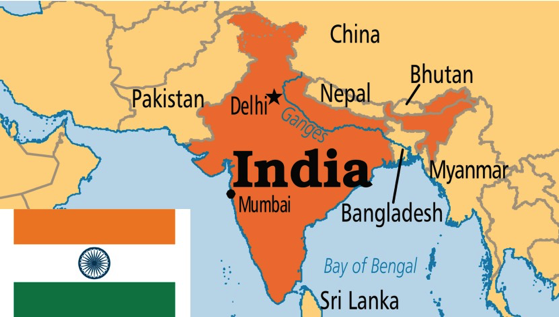 China
Bhutan
Nepal
Pakistan
Delhi
Ganges
India
Myanmar
Mumbai
Bangladesh
Bay of Bengal
Sri Lanka